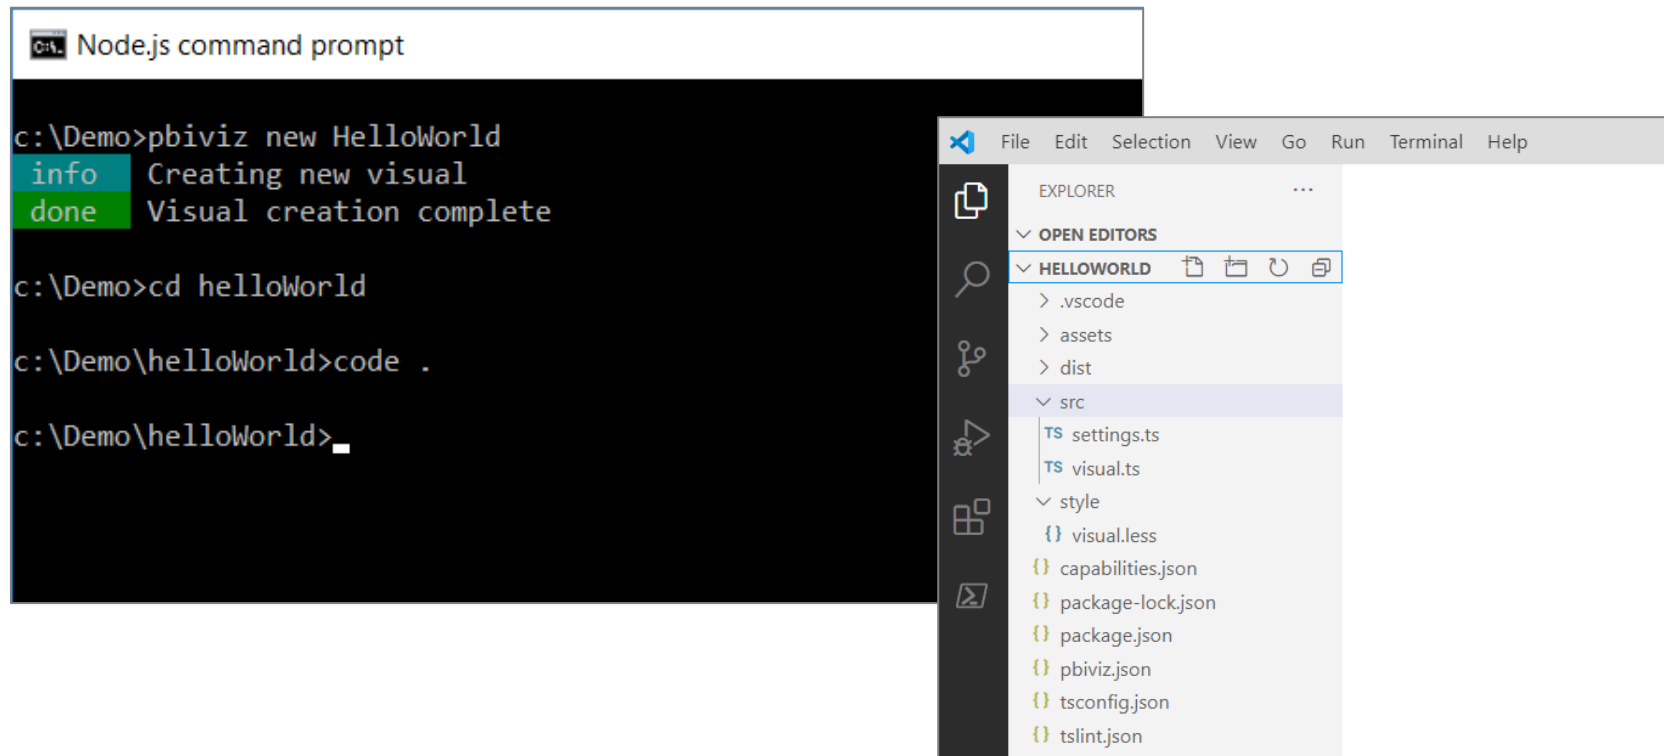 Node.js command prompt
c:\Demo>pbiviz new HelloWorld
info Creating new visual
done Visual creation complete
c:\Demo>cd helloWorld
c:\Demo\helloWorld>code .
c:\Demo\helloWorld>
File Edit Selection View Go Run Terminal Help
EXPLORER
OPEN EDITORS
HELLOWORLD
.vscode
assets
dist
src
TS settings.ts
TS visual.ts
style
{} visual.less
{} capabilities.json
{} package-lock.json
{} package.json
{} pbiviz.json
{} tsconfig.json
{} tslint.json